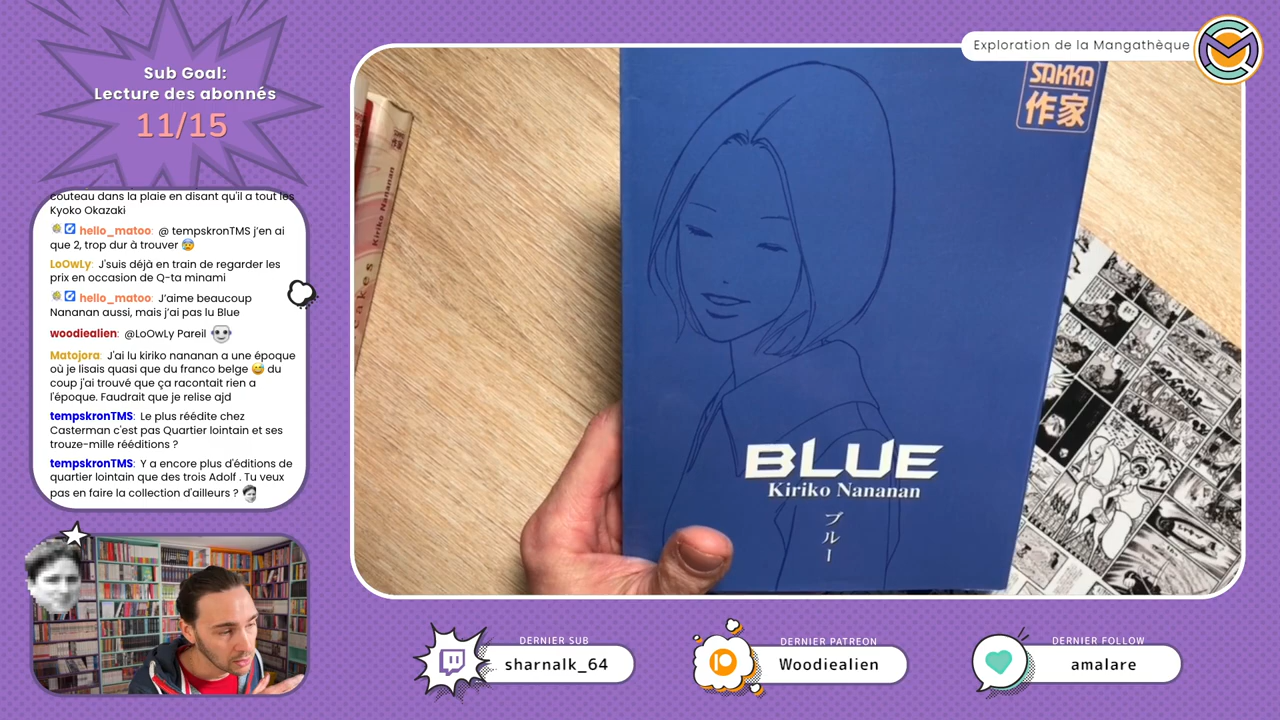 Sub Goal:
Lecture des abonnés
11/15
couteau dans la plaie en disant qu'il a tout les
Kyoko Okazaki
hello_matoo: @ tempskronTMS j'en ai
que 2, trop dur à trouver 😰
LoOwLy: J'suis déjà en train de regarder les
prix en occasion de Q-ta minami
hello_matoo: J'aime beaucoup
Nananan aussi, mais j'ai pas lu Blue
woodiealien: @LoOwLy Pareil
Matojora: J'ai lu kiriko nananan a une époque
où je lisais quasi que du franco belge 😅 du
coup j'ai trouvé que ça racontait rien a
l'époque. Faudrait que je relise ajd
tempskronTMS: Le plus réédite chez
Casterman c'est pas Quartier lointain et ses
trouze-mille rééditions ?
tempskronTMS: Y a encore plus d'éditions de
quartier lointain que des trois Adolf . Tu veux
pas en faire la collection d'ailleurs ?
Exploration de la Mangathèque
SAKKA
作家
Kiriko Nananan
BLUE
Kiriko Nananan
ブルー
DERNIER SUB
sharnalk_64
DERNIER PATREON
Woodiealien
DERNIER FOLLOW
amalare